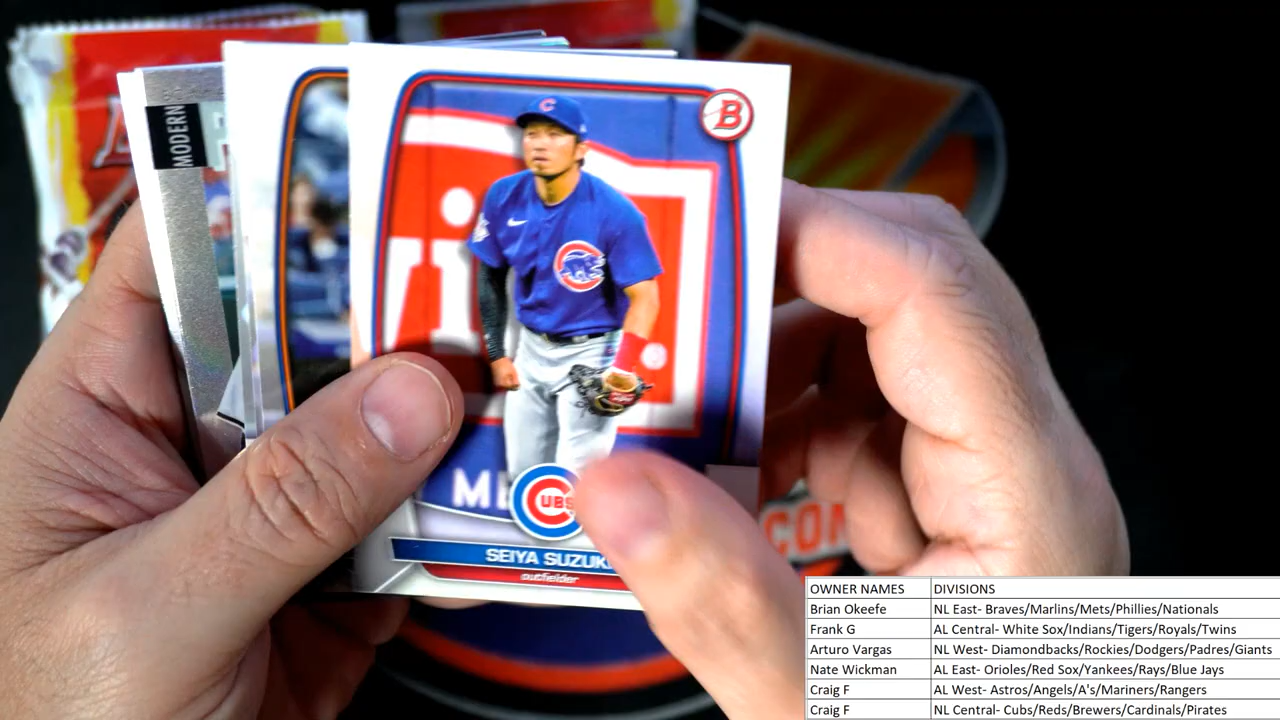 MODERN
B
C
C
i
ME
CUBS
SEIYA SUZUKI
outfielder
COM
OWNER NAMES DIVISIONS
Brian Okeefe NL East- Braves/Marlins/Mets/Phillies/Nationals
Frank G AL Central- White Sox/Indians/Tigers/Royals/Twins
Arturo Vargas NL West- Diamondbacks/Rockies/Dodgers/Padres/Giants
Nate Wickman AL East- Orioles/Red Sox/Yankees/Rays/Blue Jays
Craig F AL West- Astros/Angels/A's/Mariners/Rangers
Craig F NL Central- Cubs/Reds/Brewers/Cardinals/Pirates